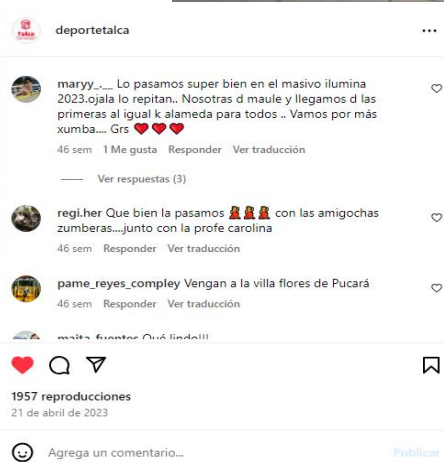 Talca
deportetalca
maryy_.__ Lo pasamos super bien en el masivo ilumina
2023.ojala lo repitan.. Nosotras d maule y llegamos d las
primeras al igual k alameda para todos .. Vamos por más
xumba.... Grs ❤️❤️❤️
46 sem 1 Me gusta Responder Ver traducción
Ver respuestas (3)
regi.her Que bien la pasamos 💃💃💃 con las amigochas
zumberas....junto con la profe carolina
46 sem Responder Ver traducción
pame_reyes_compley Vengan a la villa flores de Pucará
46 sem Responder Ver traducción
maita_fuentes Qué lindo!!!
1957 reproducciones
21 de abril de 2023
Agrega un comentario...
Publicar